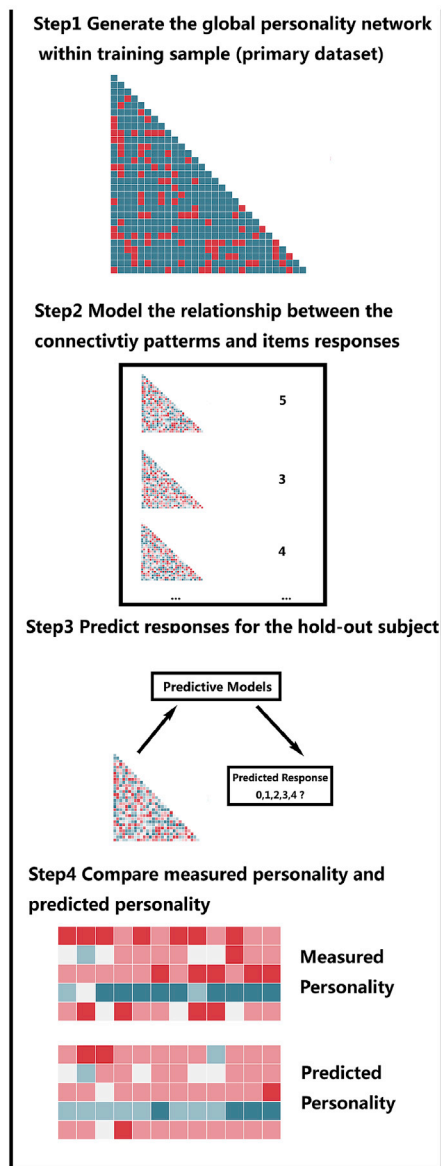 Step1 Generate the global personality network
within training sample (primary dataset)
Step2 Model the relationship between the
connectivtiy patterms and items responses
5
3
4
... ...
Step3 Predict responses for the hold-out subject
Predictive Models
Predicted Response
0,1,2,3,4 ?
Step4 Compare measured personality and
predicted personality
Measured
Personality
Predicted
Personality